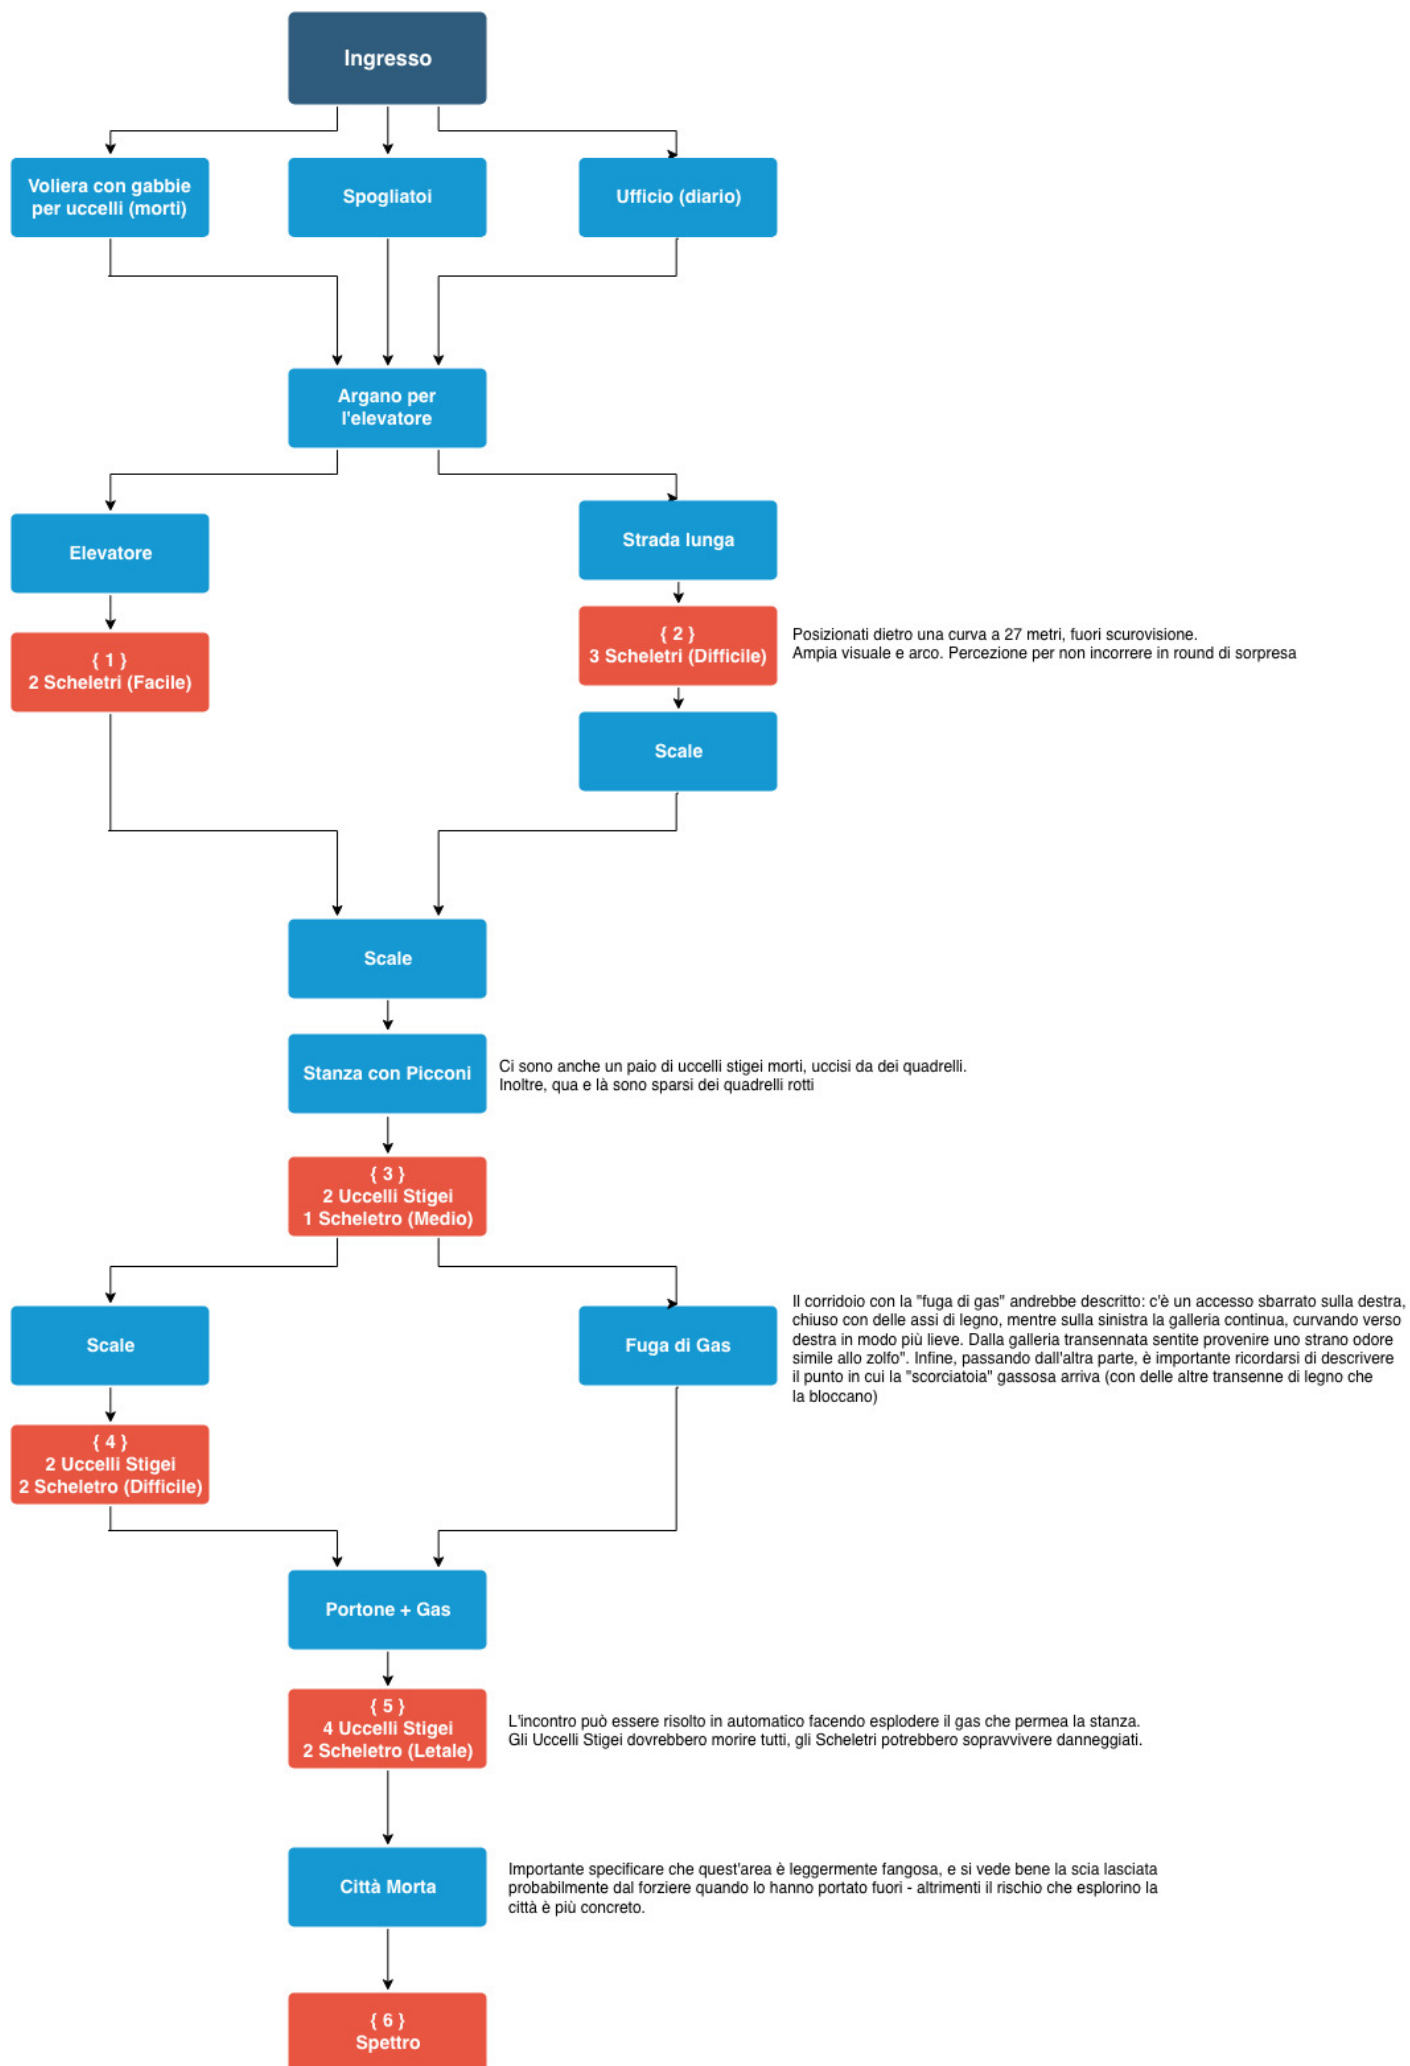 Ingresso
Voliera con gabbie
per uccelli (morti)
Spogliatoi
Ufficio (diario)
Argano per
l'elevatore
Elevatore
Strada lunga
{ 1 }
2 Scheletri (Facile)
{ 2 }
3 Scheletri (Difficile)
Posizionati dietro una curva a 27 metri, fuori scurovisione.
Ampia visuale e arco. Percezione per non incorrere in round di sorpresa
Scale
Scale
Stanza con Picconi
Ci sono anche un paio di uccelli stigei morti, uccisi da dei quadrelli.
Inoltre, qua e là sono sparsi dei quadrelli rotti
{ 3 }
2 Uccelli Stigei
1 Scheletro (Medio)
Scale
Fuga di Gas
Il corridoio con la "fuga di gas" andrebbe descritto: c'è un accesso sbarrato sulla destra,
chiuso con delle assi di legno, mentre sulla sinistra la galleria continua, curvando verso
destra in modo più lieve. Dalla galleria transennata sentite provenire uno strano odore
simile allo zolfo". Infine, passando dall'altra parte, è importante ricordarsi di descrivere
il punto in cui la "scorciatoia" gassosa arriva (con delle altre transenne di legno che
la bloccano)
{ 4 }
2 Uccelli Stigei
2 Scheletro (Difficile)
Portone + Gas
{ 5 }
4 Uccelli Stigei
2 Scheletro (Letale)
L'incontro può essere risolto in automatico facendo esplodere il gas che permea la stanza.
Gli Uccelli Stigei dovrebbero morire tutti, gli Scheletri potrebbero sopravvivere danneggiati.
Città Morta
Importante specificare che quest'area è leggermente fangosa, e si vede bene la scia lasciata
probabilmente dal forziere quando lo hanno portato fuori - altrimenti il rischio che esplorino la
città è più concreto.
{ 6 }
Spettro